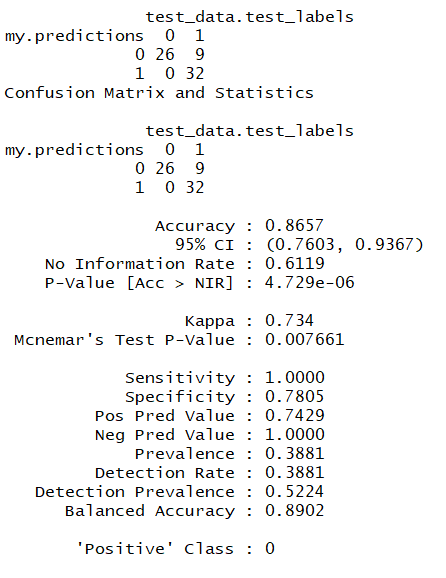 test_data.test_labels
my.predictions 0 1
0 26 9
1 0 32
Confusion Matrix and Statistics
test_data.test_labels
my.predictions 0 1
0 26 9
1 0 32
Accuracy : 0.8657
95% CI : (0.7603, 0.9367)
No Information Rate : 0.6119
P-Value [Acc > NIR] : 4.729e-06
Kappa : 0.734
Mcnemar's Test P-Value : 0.007661
Sensitivity : 1.0000
Specificity : 0.7805
Pos Pred Value : 0.7429
Neg Pred Value : 1.0000
Prevalence : 0.3881
Detection Rate : 0.3881
Detection Prevalence : 0.5224
Balanced Accuracy : 0.8902
'Positive' Class : 0